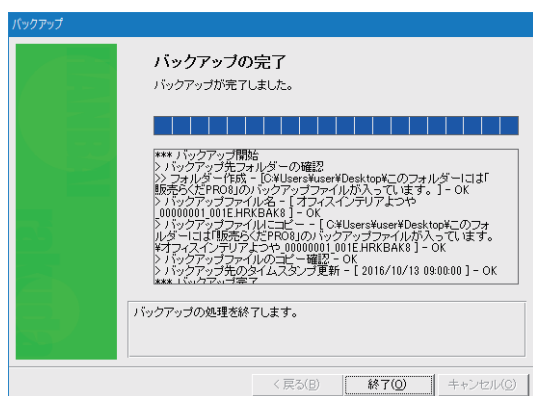 バックアップ
バックアップの完了
バックアップが完了しました。
*** バックアップ開始
> バックアップ先フォルダーの確認
>> フォルダー作成 - [C:¥Users¥user¥Desktop¥このフォルダーには「
販売らくだPRO8」のバックアップファイルが入っています。] - OK
> バックアップファイル名 - [ オフィスインテリアよつや
_00000001_001E.HRKBAK8 ] - OK
> バックアップファイルにコピー - [ C:¥Users¥user¥Desktop¥このフォ
ルダーには「販売らくだPRO8」のバックアップファイルが入っています。
¥オフィスインテリアよつや_00000001_001E.HRKBAK8 ] - OK
> バックアップファイルのコピー確認 - OK
> バックアップ先のタイムスタンプ更新 - [ 2016/10/13 09:00:00 ] - OK
*** バックアップ完了
バックアップの処理を終了します。
< 戻る(B) 終了(O) キャンセル(C)